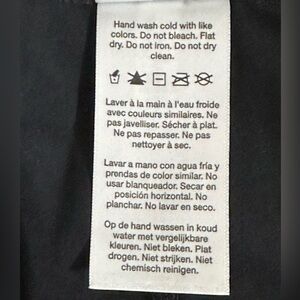 Hand wash cold with like
colors. Do not bleach. Flat
dry. Do not iron. Do not dry
clean.
Laver à la main à l'eau froide
avec couleurs similaires. Ne
pas javelliser. Sécher à plat.
Ne pas repasser. Ne pas
nettoyer à sec.
Lavar a mano con agua fría y
prendas de color similar. No
usar blanqueador. Secar en
posición horizontal. No
planchar. No lavar en seco.
Op de hand wassen in koud
water met vergelijkbare
kleuren. Niet bleken. Plat
drogen. Niet strijken. Niet
chemisch reinigen.